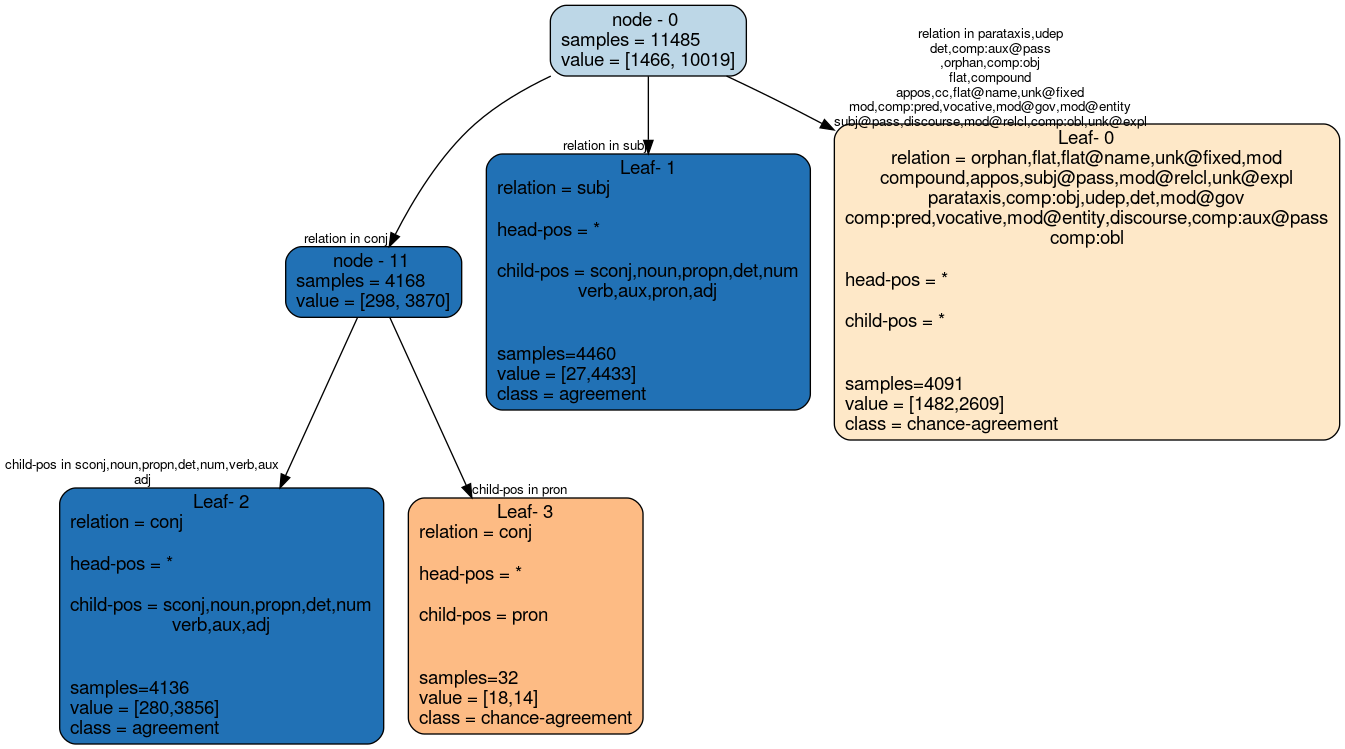 node - 0
samples = 11485
value = [1466, 10019]
relation in parataxis,udep
det,comp:aux@pass
,orphan,comp:obj
flat,compound
appos,cc,flat@name,unk@fixed
mod,comp:pred,vocative,mod@gov,mod@entity
subj@pass,discourse,mod@relcl,comp:obl,unk@expl
relation in subj
Leaf- 1
relation = subj
head-pos = *
child-pos = sconj,noun,propn,det,num
verb,aux,pron,adj
samples=4460
value = [27,4433]
class = agreement
Leaf- 0
relation = orphan,flat,flat@name,unk@fixed,mod
compound,appos,subj@pass,mod@relcl,unk@expl
parataxis,comp:obj,udep,det,mod@gov
comp:pred,vocative,mod@entity,discourse,comp:aux@pass
comp:obl
head-pos = *
child-pos = *
samples=4091
value = [1482,2609]
class = chance-agreement
relation in conj
node - 11
samples = 4168
value = [298, 3870]
child-pos in sconj,noun,propn,det,num,verb,aux
adj
Leaf- 2
relation = conj
head-pos = *
child-pos = sconj,noun,propn,det,num
verb,aux,adj
samples=4136
value = [280,3856]
class = agreement
child-pos in pron
Leaf- 3
relation = conj
head-pos = *
child-pos = pron
samples=32
value = [18,14]
class = chance-agreement